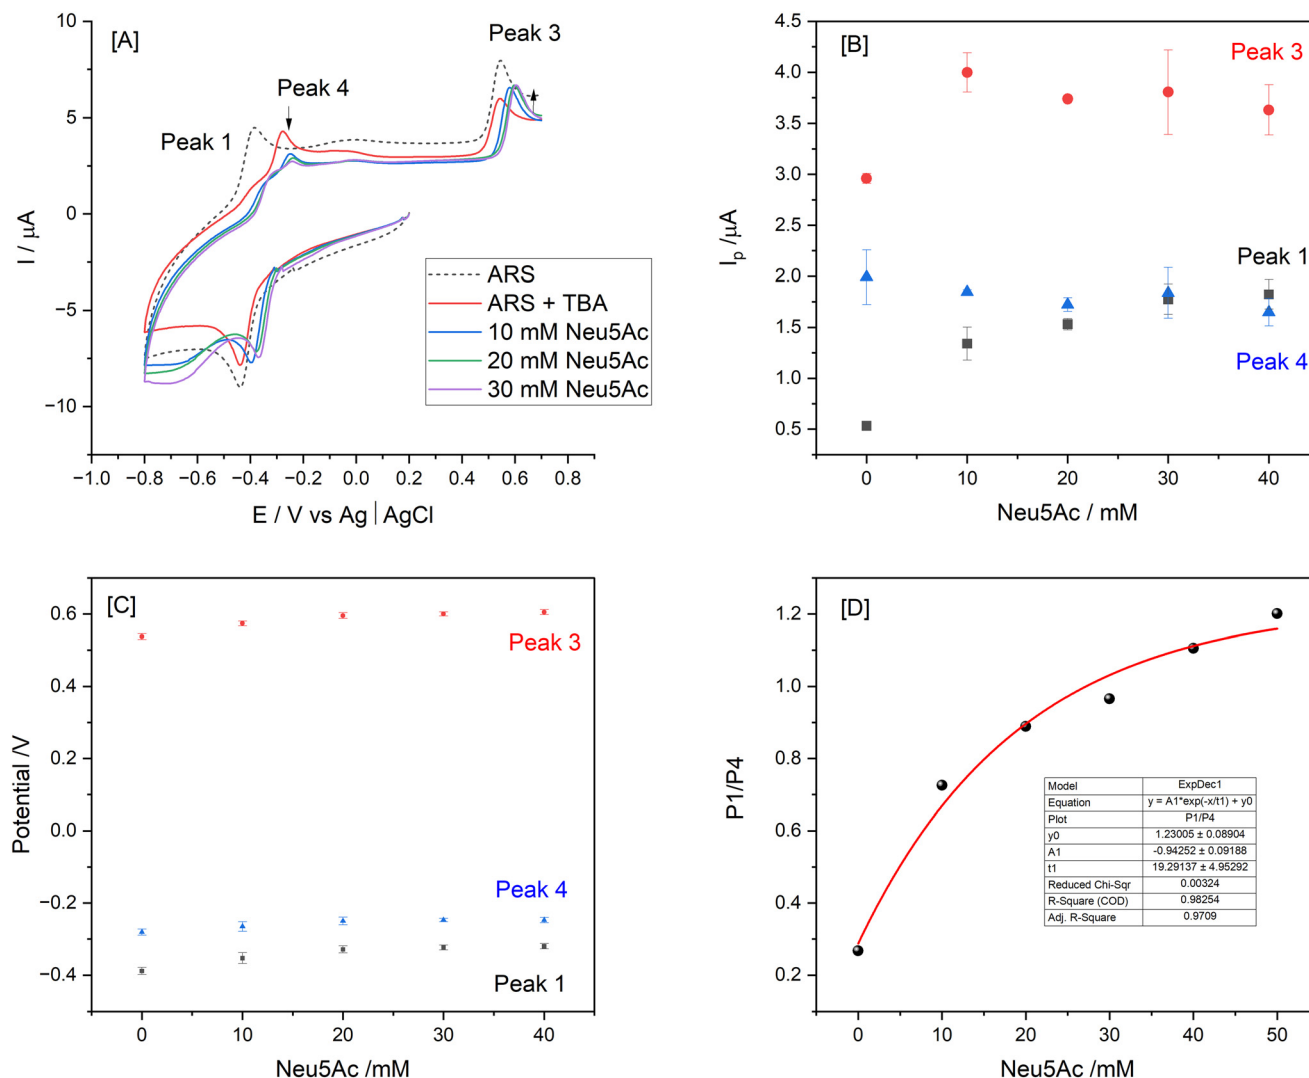 [A]
Peak 3
Peak 4
Peak 1
10
5
0
−5
−10
I / μA
ARS
ARS + TBA
10 mM Neu5Ac
20 mM Neu5Ac
30 mM Neu5Ac
−1.0 −0.8 −0.6 −0.4 −0.2 0.0 0.2 0.4 0.6 0.8
E / V vs Ag | AgCl
[B]
Peak 3
Peak 1
Peak 4
4.5
4.0
3.5
3.0
2.5
2.0
1.5
1.0
0.5
Ip /μA
0 10 20 30 40
Neu5Ac / mM
[C]
Peak 3
Peak 4
Peak 1
0.6
0.4
0.2
0.0
−0.2
−0.4
Potential /V
0 10 20 30 40
Neu5Ac /mM
[D]
1.2
1.0
0.8
0.6
0.4
0.2
P1/P4
Model ExpDec1
Equation y = A1*exp(-x/t1) + y0
Plot P1/P4
y0 1.23005 ± 0.08904
A1 -0.94252 ± 0.09188
t1 19.29137 ± 4.95292
Reduced Chi-Sqr 0.00324
R-Square (COD) 0.98254
Adj. R-Square 0.9709
0 10 20 30 40 50
Neu5Ac /mM